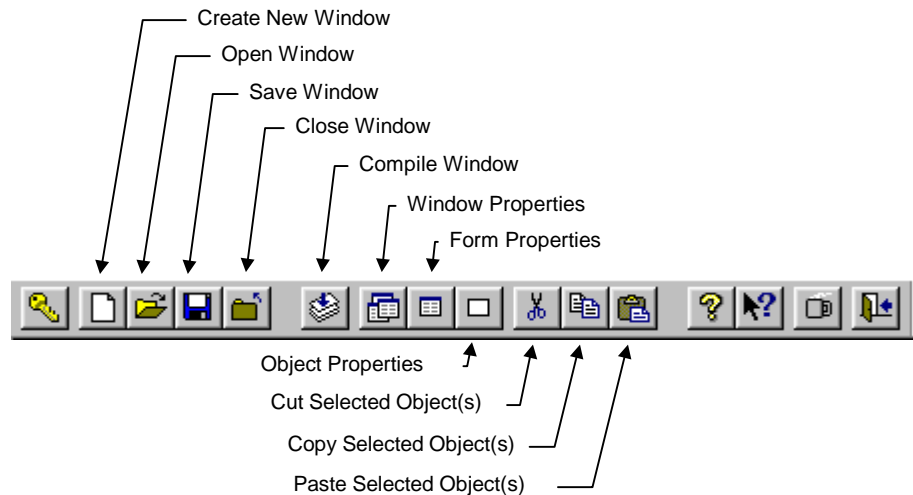 Create New Window
Open Window
Save Window
Close Window
Compile Window
Window Properties
Form Properties
Object Properties
Cut Selected Object(s)
Copy Selected Object(s)
Paste Selected Object(s)